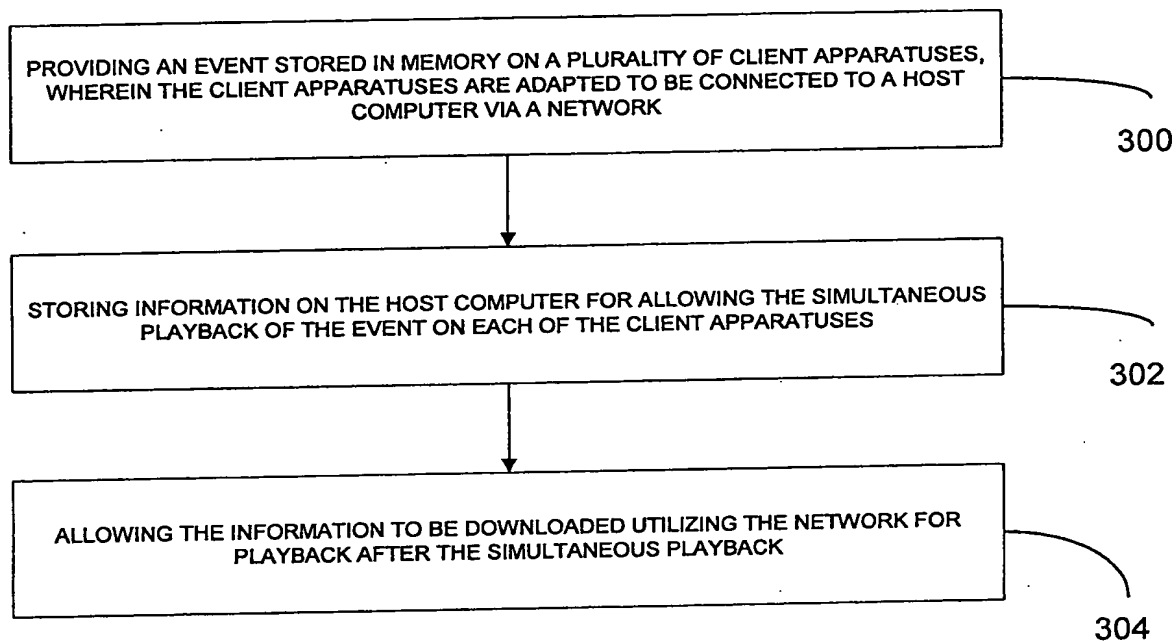 PROVIDING AN EVENT STORED IN MEMORY ON A PLURALITY OF CLIENT APPARATUSES,
WHEREIN THE CLIENT APPARATUSES ARE ADAPTED TO BE CONNECTED TO A HOST
COMPUTER VIA A NETWORK
300
STORING INFORMATION ON THE HOST COMPUTER FOR ALLOWING THE SIMULTANEOUS
PLAYBACK OF THE EVENT ON EACH OF THE CLIENT APPARATUSES
302
ALLOWING THE INFORMATION TO BE DOWNLOADED UTILIZING THE NETWORK FOR
PLAYBACK AFTER THE SIMULTANEOUS PLAYBACK
304